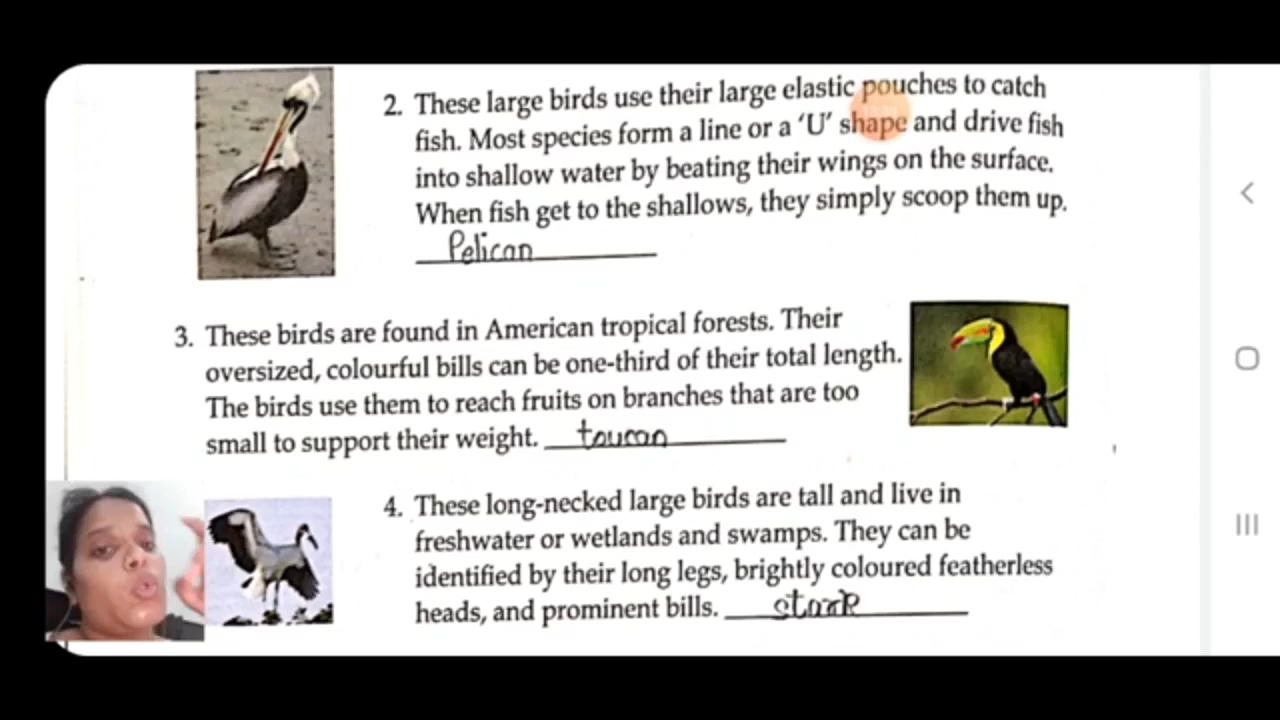 2. These large birds use their large elastic pouches to catch
fish. Most species form a line or a ‘U’ shape and drive fish
into shallow water by beating their wings on the surface.
When fish get to the shallows, they simply scoop them up.
Pelican
3. These birds are found in American tropical forests. Their
oversized, colourful bills can be one-third of their total length.
The birds use them to reach fruits on branches that are too
small to support their weight. toucan
4. These long-necked large birds are tall and live in
freshwater or wetlands and swamps. They can be
identified by their long legs, brightly coloured featherless
heads, and prominent bills. stork